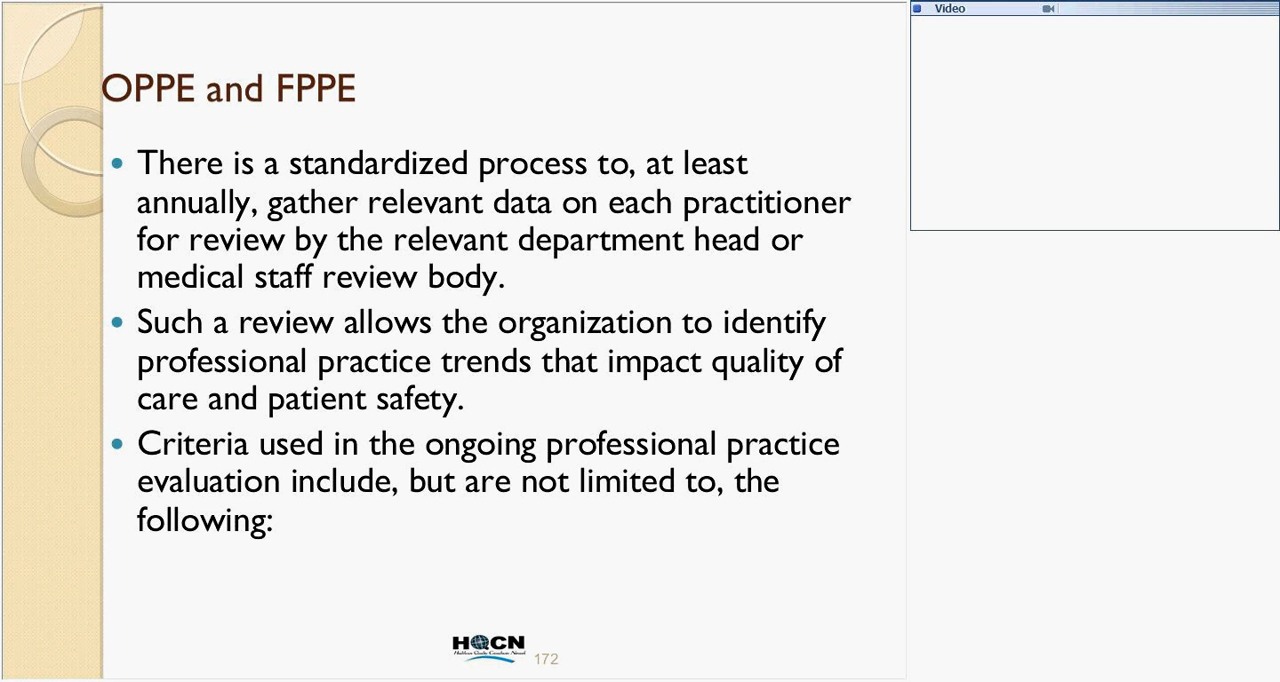 Video
OPPE and FPPE
• There is a standardized process to, at least
annually, gather relevant data on each practitioner
for review by the relevant department head or
medical staff review body.
• Such a review allows the organization to identify
professional practice trends that impact quality of
care and patient safety.
• Criteria used in the ongoing professional practice
evaluation include, but are not limited to, the
following:
HQCN
172